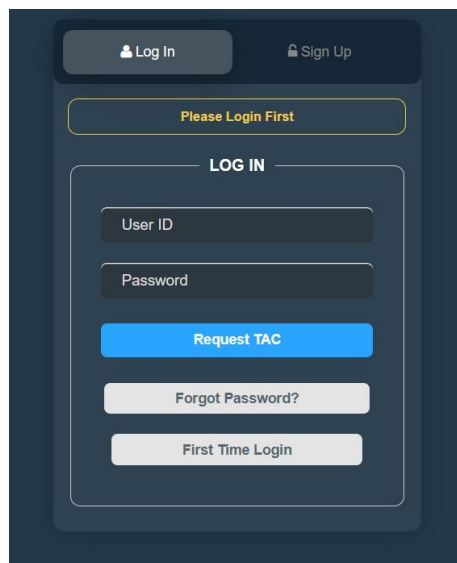 Log In
Sign Up
Please Login First
LOG IN
User ID
Password
Request TAC
Forgot Password?
First Time Login